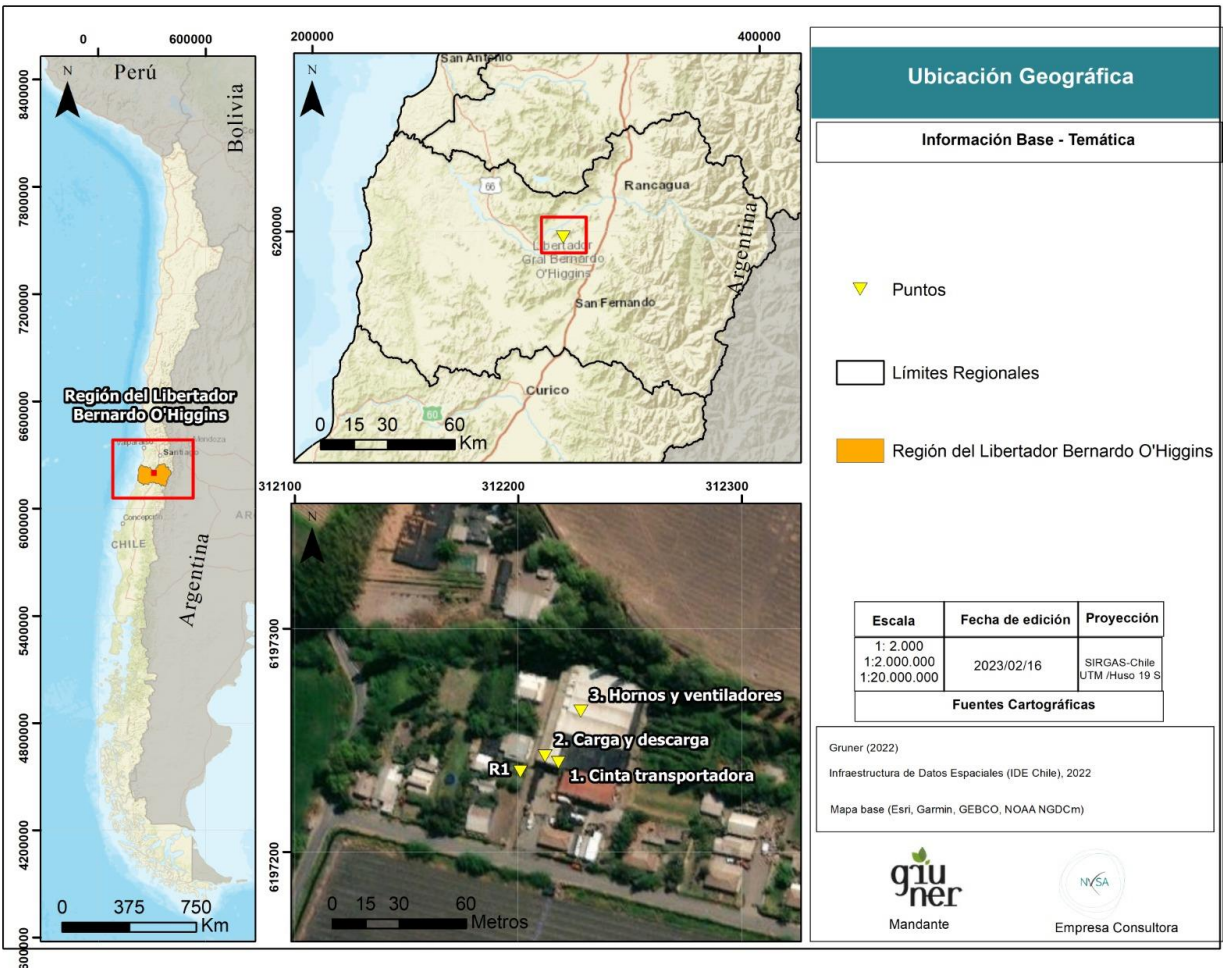 0
600000
8400000
7800000
7200000
6600000
6000000
5400000
4800000
4200000
N
Perú
Bolivia
Región del Libertador
Bernardo O'Higgins
Mendoza
Santiago
Concepción
CHILE
Argentina
0 375 750
Km
200000
400000
6200000
N
San Antonio
66
Rancagua
Libertador
Gral Bernardo
O'Higgins
Argentina
San Fernando
Curico
60
0 15 30 60
Km
312100
312200
312300
6197300
6197200
N
3. Hornos y ventiladores
2. Carga y descarga
R1
1. Cinta transportadora
0 15 30 60
Metros
Ubicación Geográfica
Información Base - Temática
Puntos
Límites Regionales
Región del Libertador Bernardo O'Higgins
Escala
Fecha de edición
Proyección
1: 2.000
1:2.000.000
1:20.000.000
2023/02/16
SIRGAS-Chile
UTM /Huso 19 S
Fuentes Cartográficas
Gruner (2022)
Infraestructura de Datos Espaciales (IDE Chile), 2022
Mapa base (Esri, Garmin, GEBCO, NOAA NGDCm)
gruner
Mandante
NVSA
Empresa Consultora